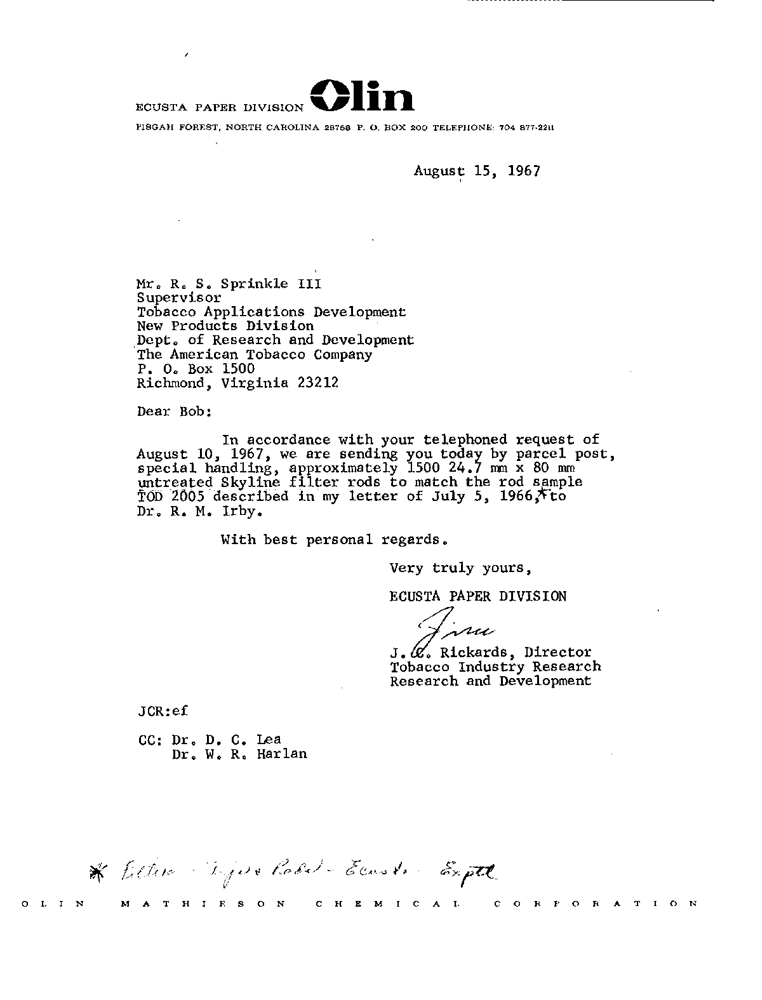 ECUSTA PAPER DIVISION Olin
PISGAH FOREST, NORTH CAROLINA 28768 P. O. BOX 200 TELEPHONE: 704 877-2211
August 15, 1967
Mr. R. S. Sprinkle III
Supervisor
Tobacco Applications Development
New Products Division
Dept. of Research and Development
The American Tobacco Company
P. O. Box 1500
Richmond, Virginia 23212
Dear Bob:
In accordance with your telephoned request of
August 10, 1967, we are sending you today by parcel post,
special handling, approximately 1500 24.7 mm x 80 mm
untreated Skyline filter rods to match the rod sample
TOD 2005 described in my letter of July 5, 1966,* to
Dr. R. M. Irby.
With best personal regards.
Very truly yours,
ECUSTA PAPER DIVISION
Jim
J. C. Rickards, Director
Tobacco Industry Research
Research and Development
JCR:ef
CC: Dr. D. C. Lea
Dr. W. R. Harlan
* Filters - Ecusta - Exptl
OLIN MATHIESON CHEMICAL CORPORATION